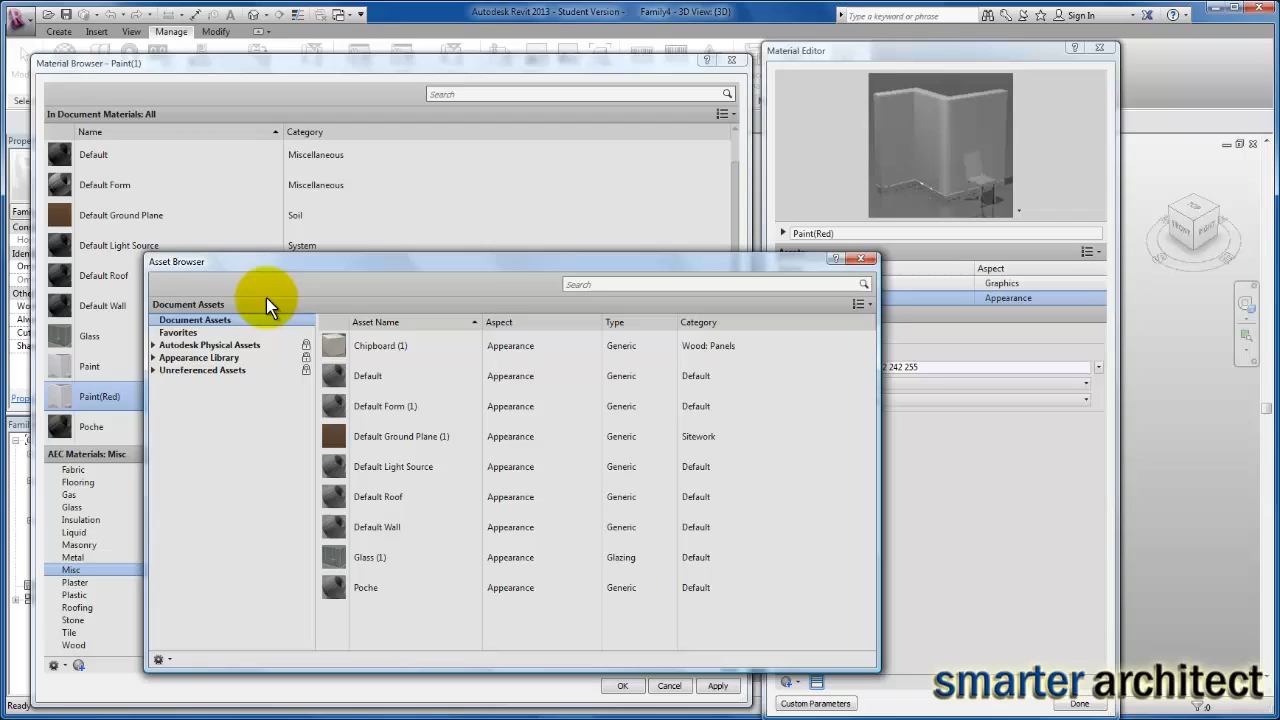 Autodesk Revit 2013 - Student Version - Family4 - 3D View: {3D}
Type a keyword or phrase
Sign In
Create Insert View Manage Modify
Material Browser - Paint(1)
Search
In Document Materials: All
Name Category
Default Miscellaneous
Default Form Miscellaneous
Default Ground Plane Soil
Default Light Source System
Default Roof
Default Wall
Glass
Paint
Paint(Red)
Poche
AEC Materials: Misc
Fabric
Flooring
Gas
Glass
Insulation
Liquid
Masonry
Metal
Misc
Plaster
Plastic
Roofing
Stone
Tile
Wood
OK Cancel Apply
Asset Browser
Search
Document Assets
Document Assets
Favorites
Autodesk Physical Assets
Appearance Library
Unreferenced Assets
Asset Name Aspect Type Category
Chipboard (1) Appearance Generic Wood: Panels
Default Appearance Generic Default
Default Form (1) Appearance Generic Default
Default Ground Plane (1) Appearance Generic Sitework
Default Light Source Appearance Generic Default
Default Roof Appearance Generic Default
Default Wall Appearance Generic Default
Glass (1) Appearance Glazing Default
Poche Appearance Generic Default
Material Editor
Paint(Red)
Aspect
Graphics
Appearance
242 255
Custom Parameters
Done
TOP
FRONT
smarter architect
Ready
:0